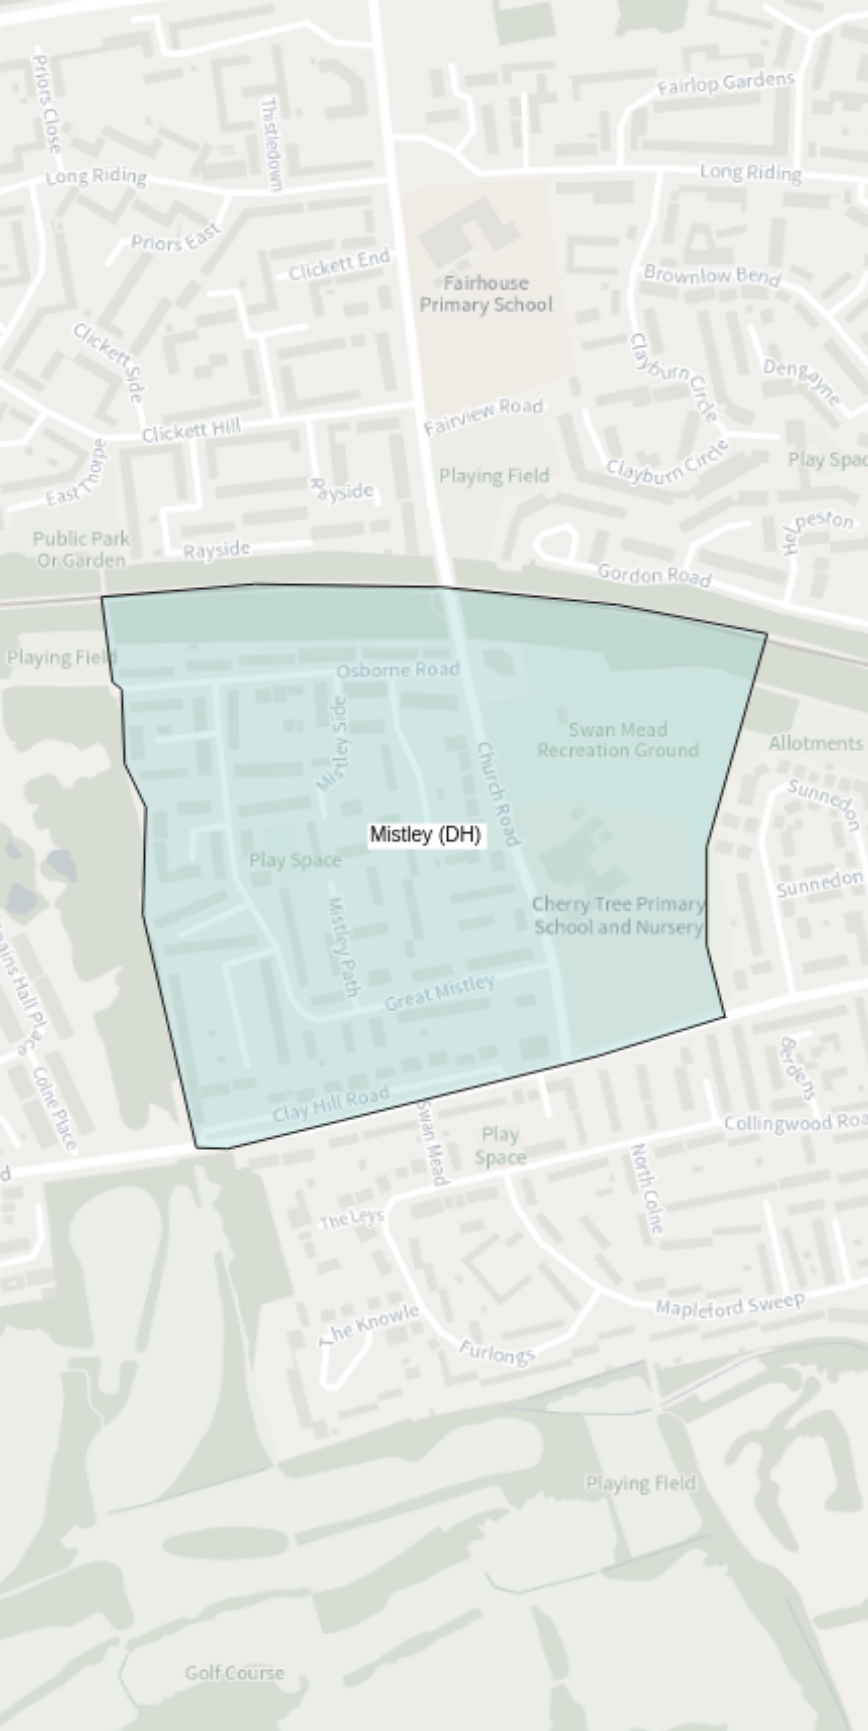 Priors Close
Thistledown
Fairlop Gardens
Long Riding
Long Riding
Priors East
Clickett End
Fairhouse
Primary School
Brownlow Bend
Clickett Side
Clayburn Circle
Dengayne
Fairview Road
Clickett Hill
East Thorpe
Playing Field
Clayburn Circle
Play Spac
Rayside
Public Park
Or Garden
Rayside
Gordon Road
Playing Field
Osborne Road
Mistley Side
Swan Mead
Recreation Ground
Allotments
Church Road
Sunnedon
Mistley (DH)
Play Space
Sunnedon
Cherry Tree Primary
School and Nursery
Mistley Path
Great Mistley
Colne Place
Berdens
Clay Hill Road
Swan Mead
Play
Space
Collingwood Roa
North Colne
The Leys
The Knowle
Mapleford Sweep
Furlongs
Playing Field
Golf Course